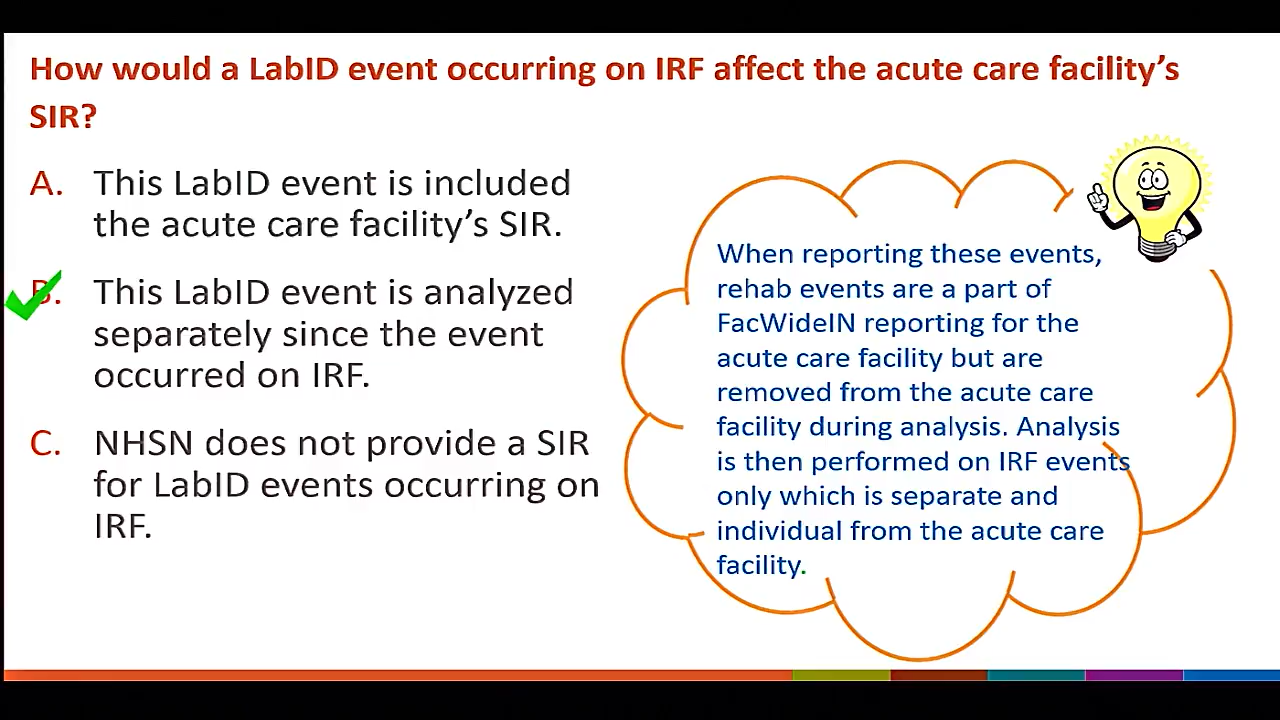 How would a LabID event occurring on IRF affect the acute care facility’s
SIR?
A. This LabID event is included
the acute care facility’s SIR.
B. This LabID event is analyzed
separately since the event
occurred on IRF.
C. NHSN does not provide a SIR
for LabID events occurring on
IRF.
When reporting these events,
rehab events are a part of
FacWideIN reporting for the
acute care facility but are
removed from the acute care
facility during analysis. Analysis
is then performed on IRF events
only which is separate and
individual from the acute care
facility.